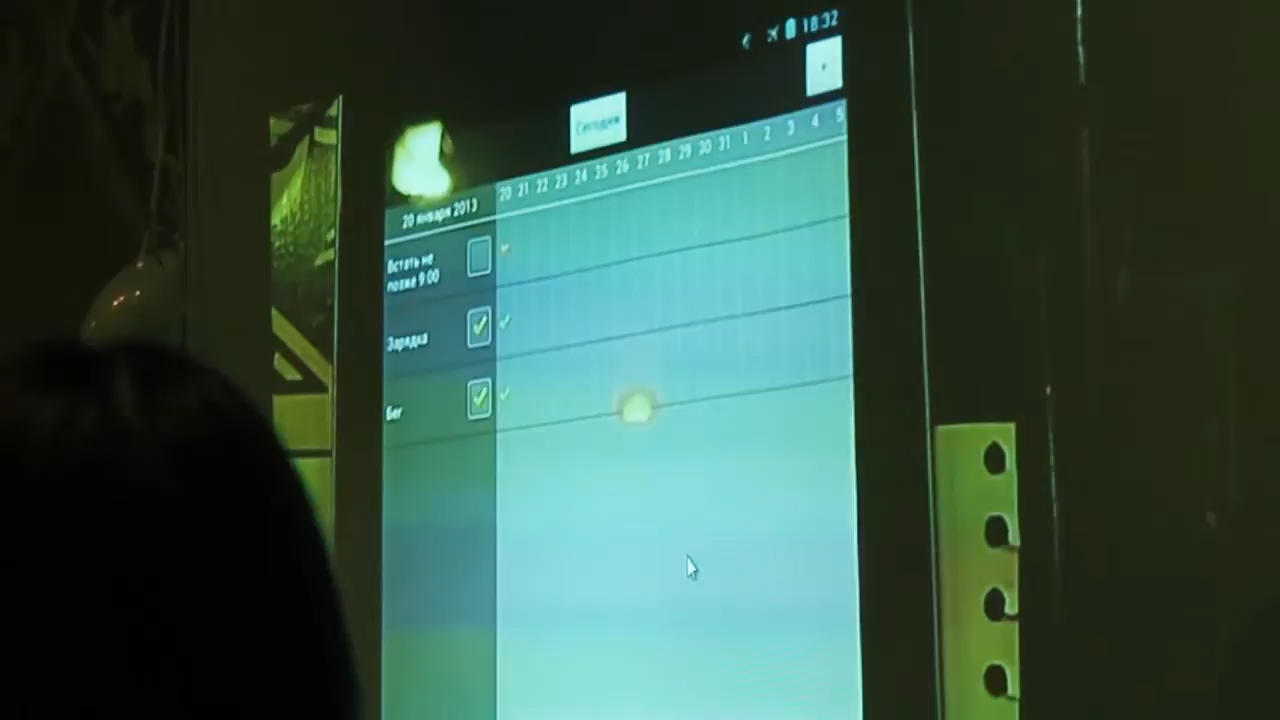 18:32
Сегодня
20 января 2013
20 21 22 23 24 25 26 27 28 29 30 31 1 2 3 4 5
Встать не
позже 9:00
Зарядка
Бег